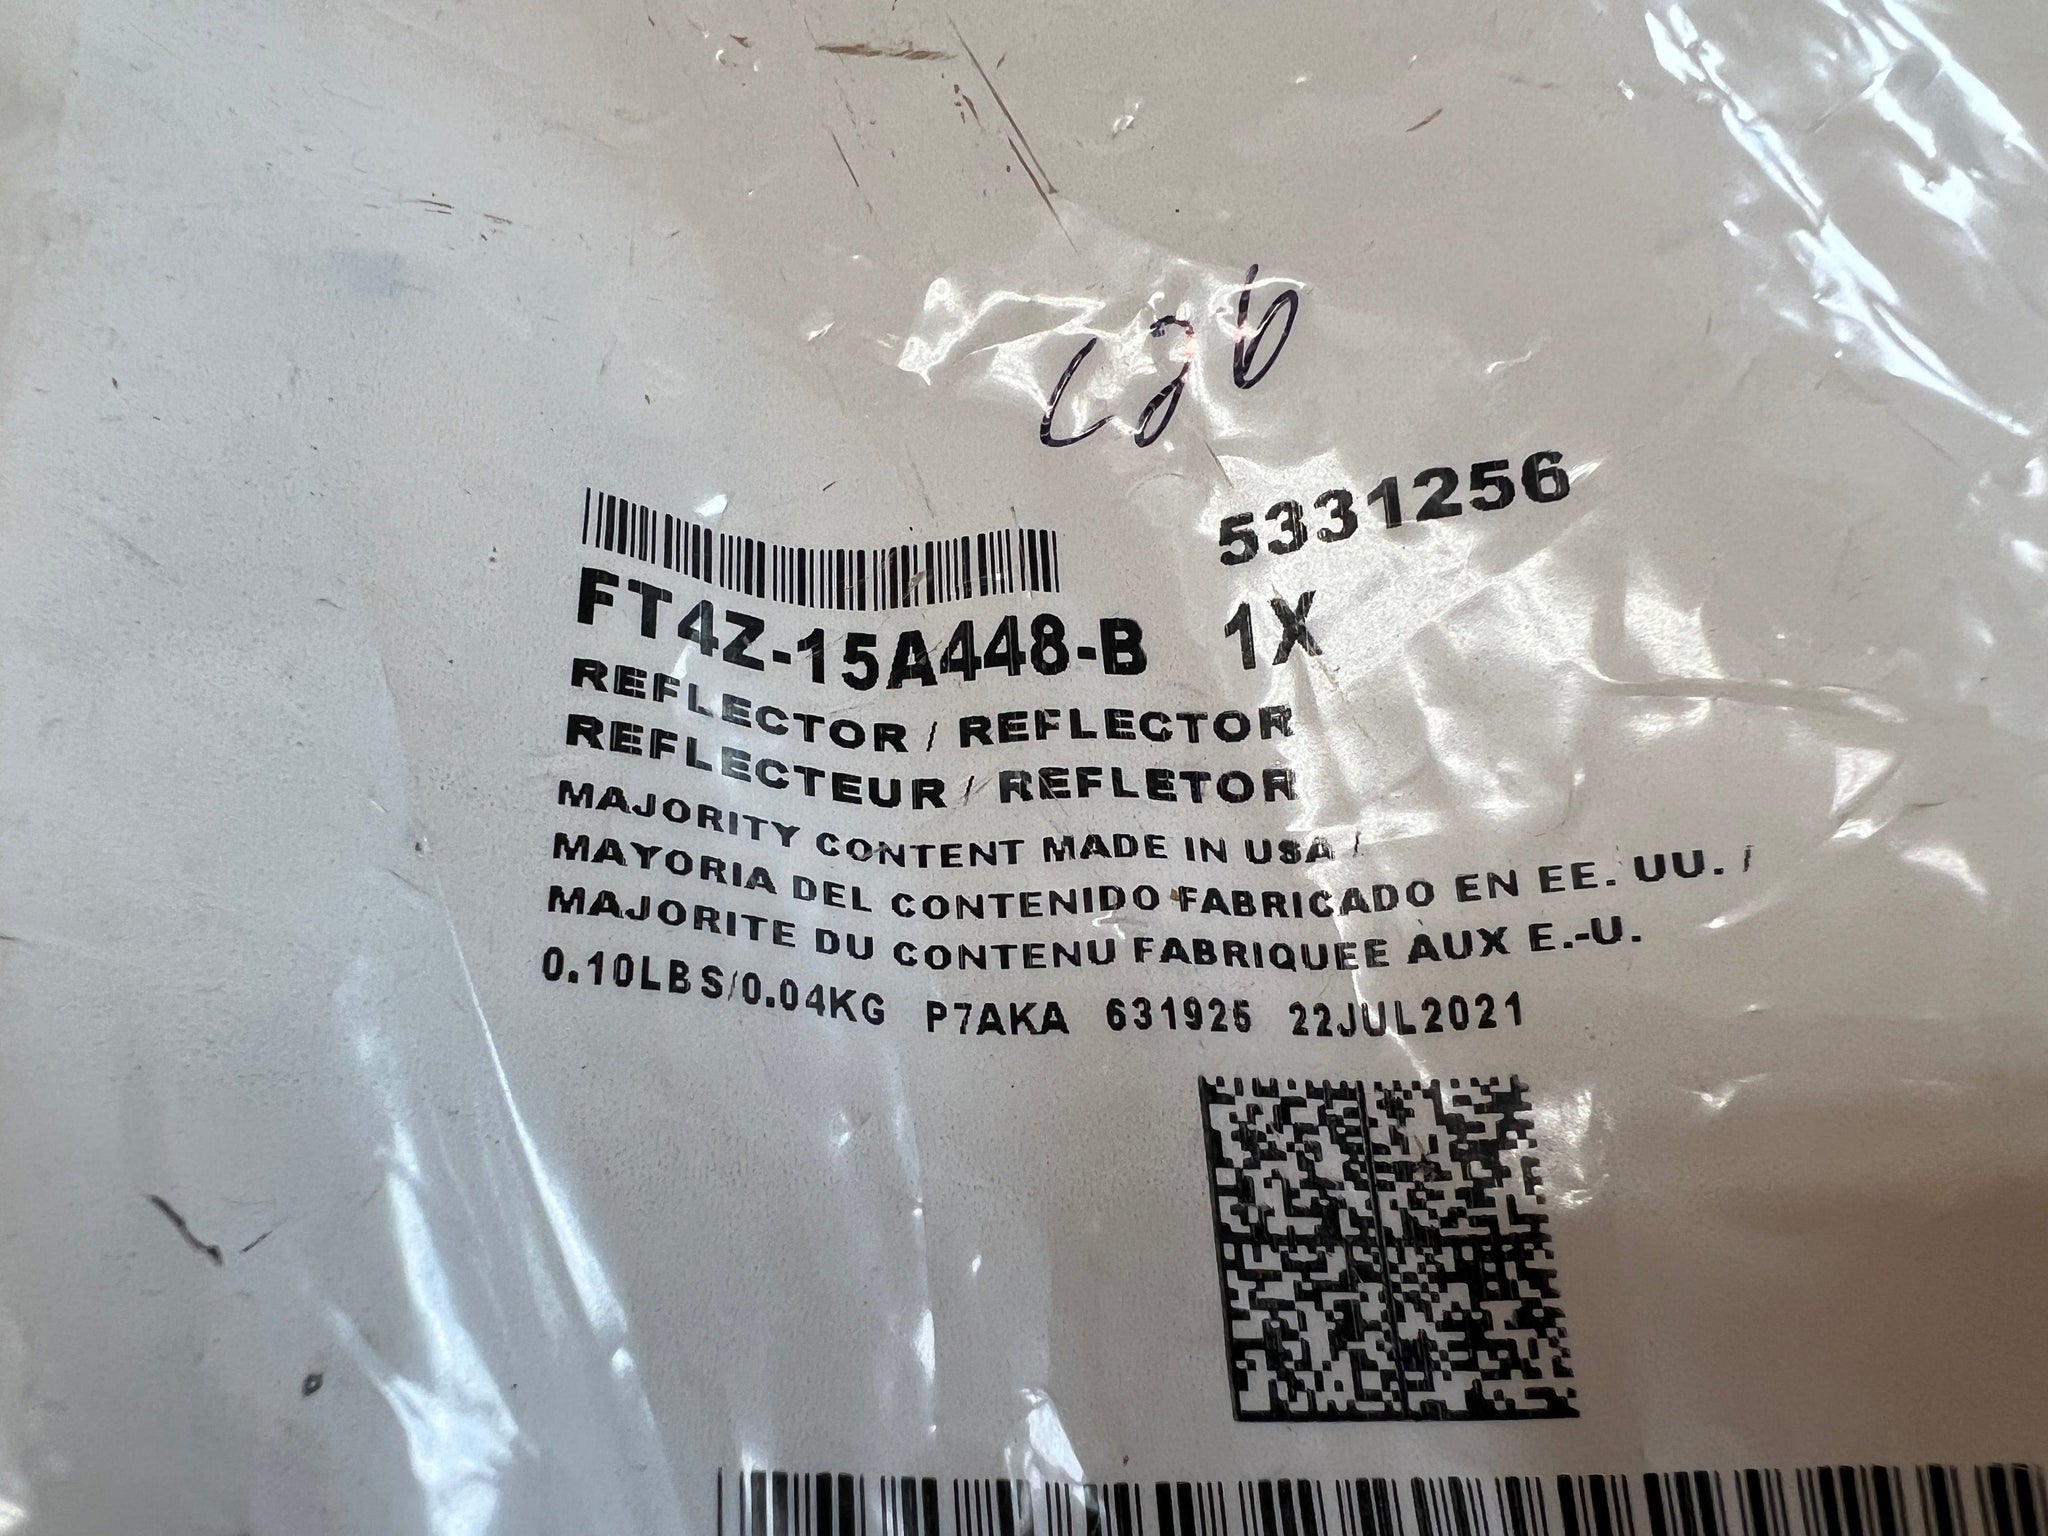 5331256
FT4Z-15A448-B 1X
REFLECTOR / REFLECTOR
REFLECTEUR / REFLETOR
MAJORITY CONTENT MADE IN USA /
MAYORIA DEL CONTENIDO FABRICADO EN EE. UU. /
MAJORITE DU CONTENU FABRIQUEE AUX E.-U.
0.10LBS/0.04KG P7AKA 631925 22JUL2021